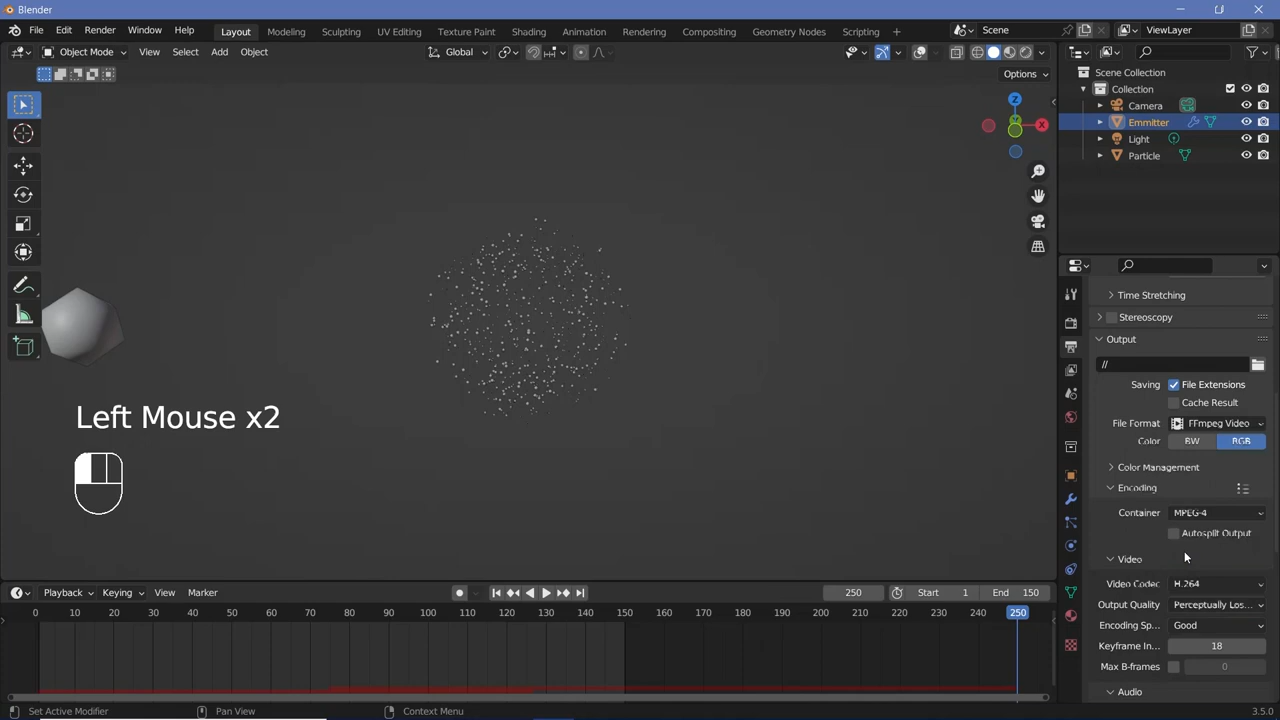 Blender
File Edit Render Window Help Layout Modeling Sculpting UV Editing Texture Paint Shading Animation Rendering Compositing Geometry Nodes Scripting Scene ViewLayer
Object Mode View Select Add Object Global
Options
Scene Collection
Collection
Camera
Emmitter
Light
Particle
Z
X
Time Stretching
Stereoscopy
Output
//
Saving File Extensions
Cache Result
File Format FFmpeg Video
Color BW RGB
Color Management
Encoding
Container MPEG-4
Autosplit Output
Video
Video Codec H.264
Output Quality Perceptually Los...
Encoding Sp... Good
Keyframe In... 18
Max B-frames 0
Audio
Left Mouse x2
Playback Keying View Marker 250 Start 1 End 150
0 10 20 30 40 50 60 70 80 90 100 110 120 130 140 150 160 170 180 190 200 210 220 230 240 250
Set Active Modifier Pan View Context Menu 3.5.0